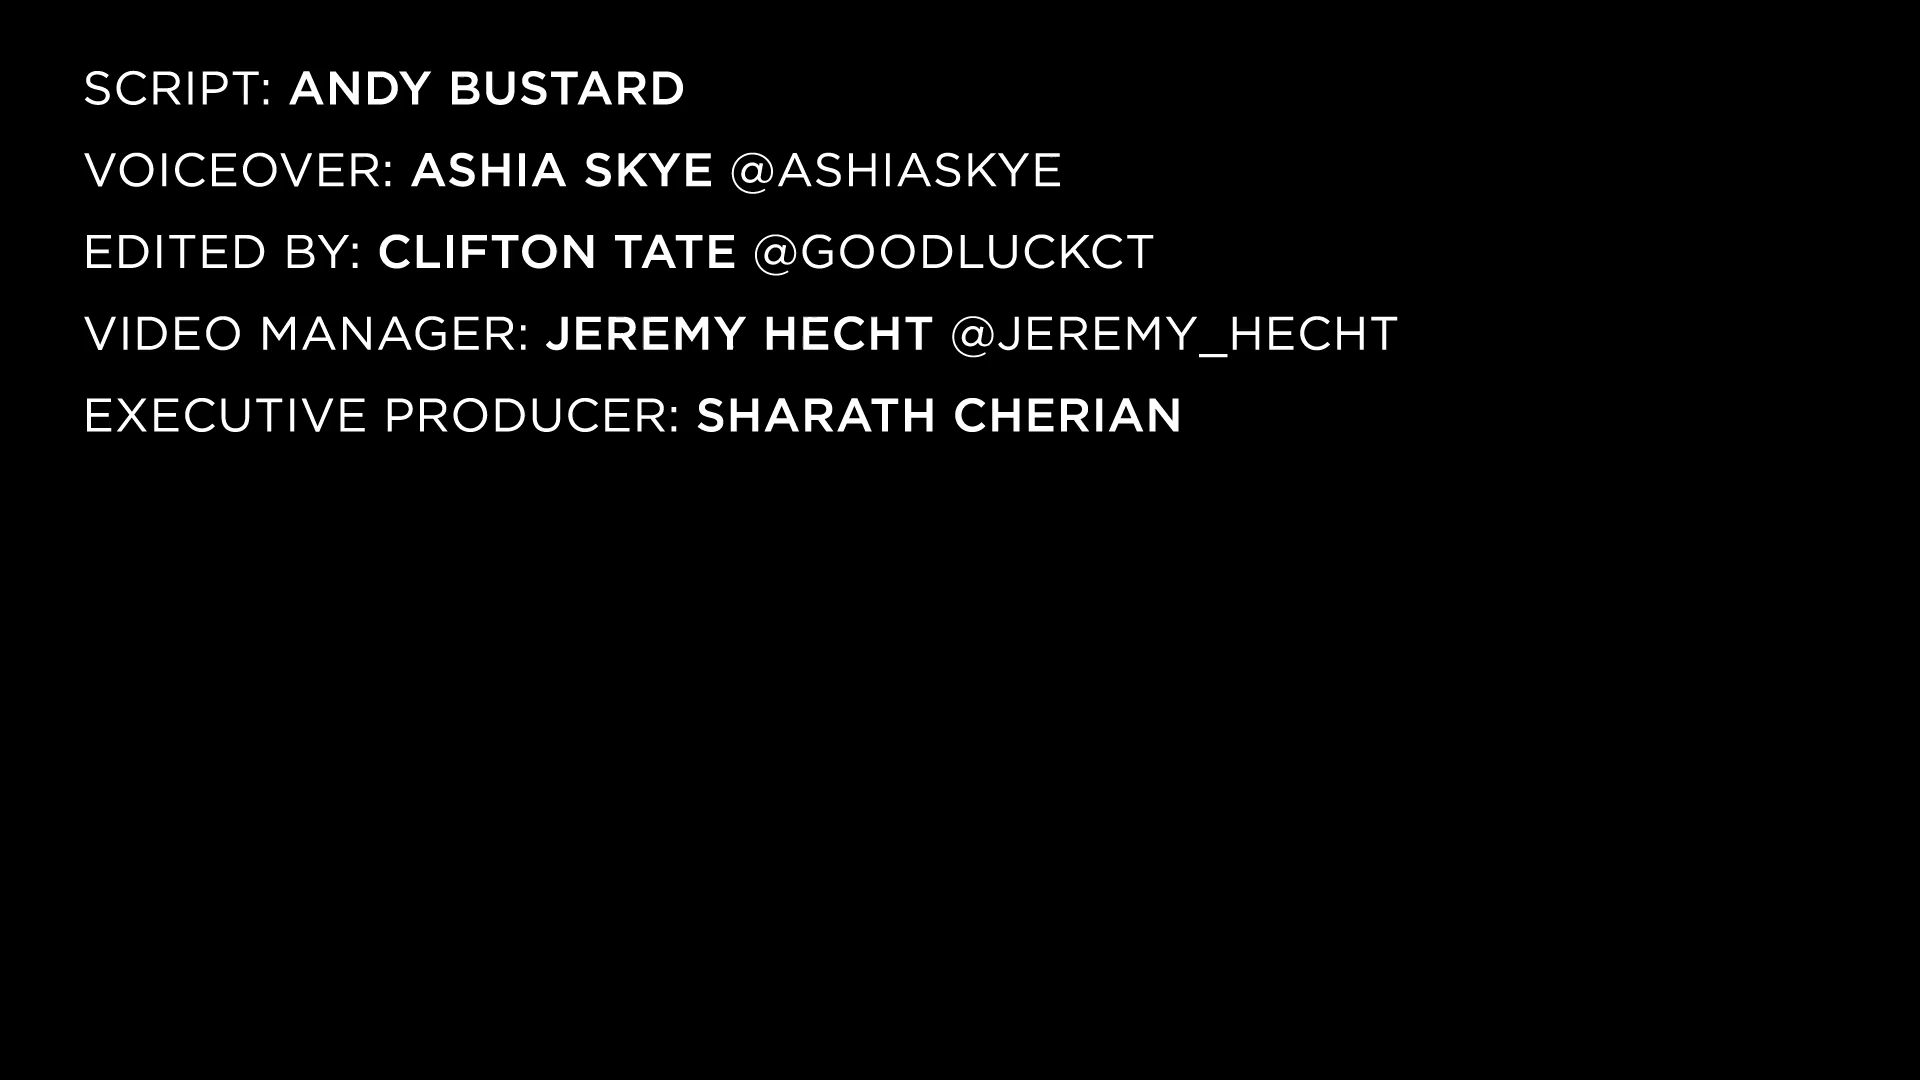 SCRIPT: ANDY BUSTARD
VOICEOVER: ASHIA SKYE @ASHIASKYE
EDITED BY: CLIFTON TATE @GOODLUCKCT
VIDEO MANAGER: JEREMY HECHT @JEREMY_HECHT
EXECUTIVE PRODUCER: SHARATH CHERIAN